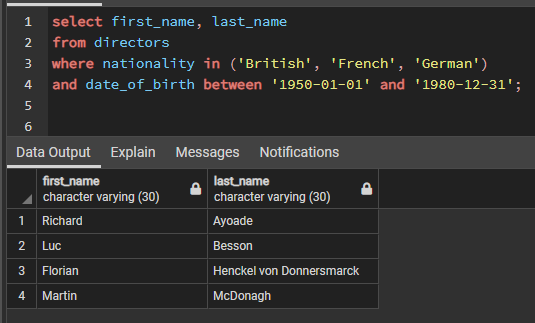 1 select first_name, last_name
2 from directors
3 where nationality in ('British', 'French', 'German')
4 and date_of_birth between '1950-01-01' and '1980-12-31';
5
6
Data Output Explain Messages Notifications
first_name last_name
character varying (30) character varying (30)
1 Richard Ayoade
2 Luc Besson
3 Florian Henckel von Donnersmarck
4 Martin McDonagh